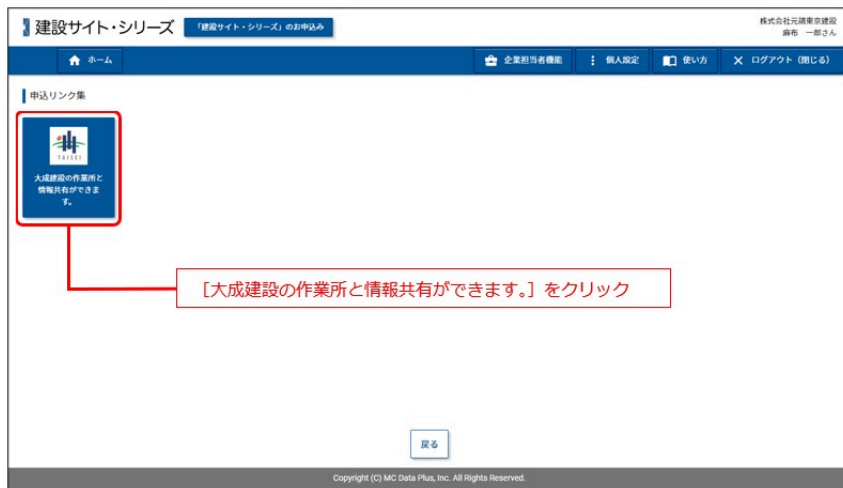 建設サイト・シリーズ 「建設サイト・シリーズ」のお申込み
株式会社元請東京建設
麻布 一郎さん
ホーム 企業担当者機能 個人設定 使い方 ログアウト（閉じる）
申込リンク集
TAISEI
大成建設の作業所と
情報共有ができま
す。
［大成建設の作業所と情報共有ができます。］をクリック
戻る
Copyright (C) MC Data Plus, Inc. All Rights Reserved.